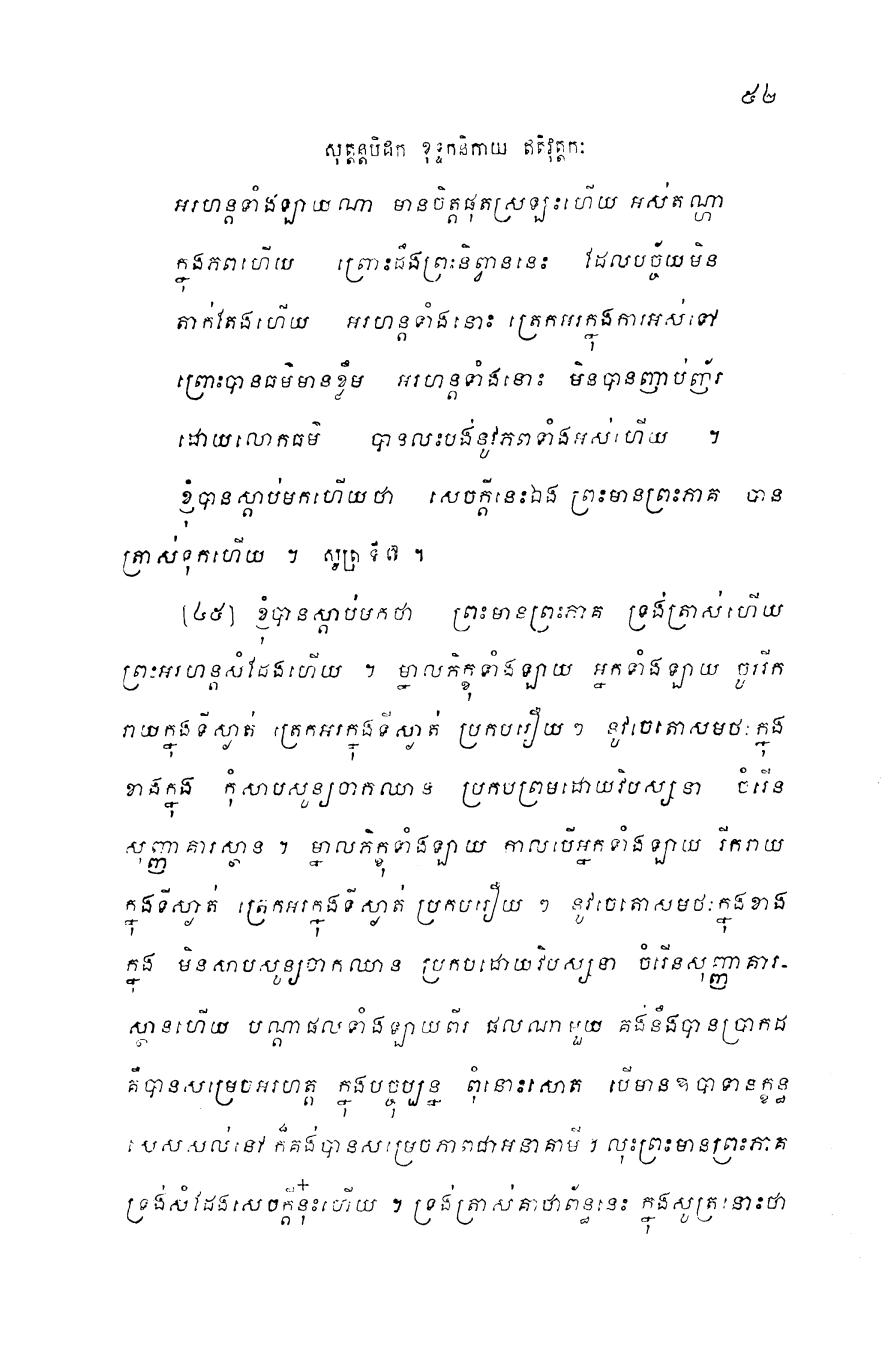 ៥២
សុត្តន្តបិដក ខុទ្ទកនិកាយ ឥតិវុត្តកៈ
អរហន្តទាំងឡាយណា មានចិត្តផុតស្រឡះហើយ អស់តណ្ហា
ក្នុងភពហើយ ព្រោះដឹងព្រះនិព្វាននេះ ដែលបច្ច័យមិន
តាក់តែងហើយ អរហន្តទាំងនោះ ត្រេកអរក្នុងការអស់ទៅ
ព្រោះបានធម៌មានខ្លឹម អរហន្តទាំងនោះ មិនបានញាប់ញ័រ
ដោយលោកធម៌ បានលះបង់នូវភពទាំងអស់ហើយ ។
ខ្ញុំបានស្តាប់មកហើយថា សេចក្តីនេះឯង ព្រះមានព្រះភាគ បាន
ត្រាស់ទុកហើយ ។ សូត្រ ទី ៧ ។
[៤៥] ខ្ញុំបានស្តាប់មកថា ព្រះមានព្រះភាគ ទ្រង់ត្រាស់ហើយ
ព្រះអរហន្តសំដែងហើយ ។ ម្នាលភិក្ខុទាំងឡាយ អ្នកទាំងឡាយ ចូររីក
រាយក្នុងទីស្ងាត់ ត្រេកអរក្នុងទីស្ងាត់ ប្រកបរឿយ ៗ នូវចេតោសមថៈក្នុង
ខាងក្នុង កុំសាបសូន្យចាកឈាន ប្រកបព្រមដោយវិបស្សនា ចំរើន
សុញ្ញាគារស្ថាន ។ ម្នាលភិក្ខុទាំងឡាយ កាលបើអ្នកទាំងឡាយ រីករាយ
ក្នុងទីស្ងាត់ ត្រេកអរក្នុងទីស្ងាត់ ប្រកបរឿយ ៗ នូវចេតោសមថៈក្នុងខាង
ក្នុង មិនសាបសូន្យចាកឈាន ប្រកបដោយវិបស្សនា ចំរើនសុញ្ញាគារ-
ស្ថានហើយ បណ្តាផលទាំងឡាយពីរ ផលណាមួយ គង់នឹងបានប្រាកដ
គឺបានសម្រេចអរហត្ត ក្នុងបច្ចុប្បន្ន ពុំនោះសោត បើមានឧបាទានក្ខន្ធ
សេសសល់នៅ ក៏គង់បានសម្រេចភាពជាអនាគាមី ។ លុះព្រះមានព្រះភាគ
ទ្រង់សំដែងសេចក្តីនុ៎ះហើយ ។ ទ្រង់ត្រាស់គាថាព័ន្ធនេះ ក្នុងសូត្រនោះថា